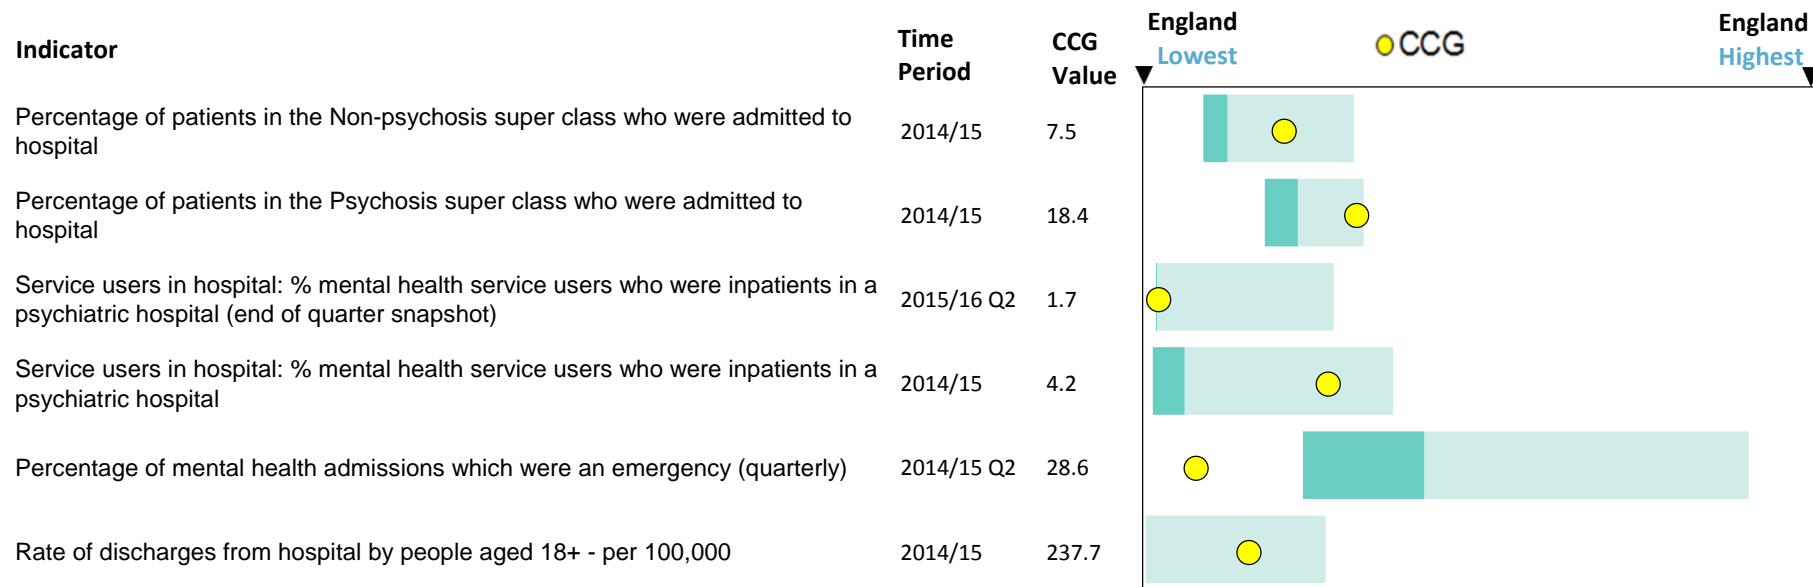 Indicator
Time Period
CCG Value
England Lowest
CCG
England Highest
Percentage of patients in the Non-psychosis super class who were admitted to
hospital
2014/15 7.5
Percentage of patients in the Psychosis super class who were admitted to
hospital
2014/15 18.4
Service users in hospital: % mental health service users who were inpatients in a
psychiatric hospital (end of quarter snapshot)
2015/16 Q2 1.7
Service users in hospital: % mental health service users who were inpatients in a
psychiatric hospital
2014/15 4.2
Percentage of mental health admissions which were an emergency (quarterly) 2014/15 Q2 28.6
Rate of discharges from hospital by people aged 18+ - per 100,000 2014/15 237.7